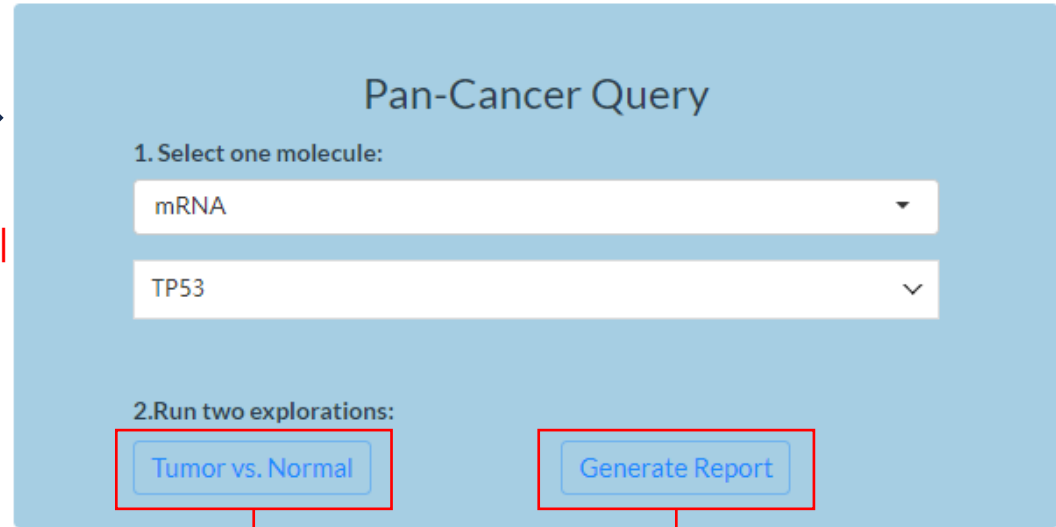 Pan-Cancer Query
1. Select one molecule:
mRNA
TP53
2.Run two explorations:
Tumor vs. Normal
Generate Report